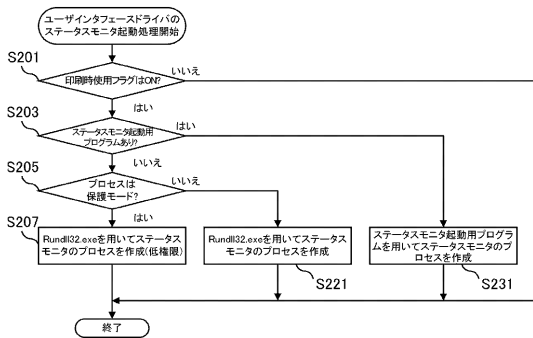 ユーザインタフェースドライバの
ステータスモニタ起動処理開始
S201
印刷時使用フラグはON?
いいえ
はい
S203
ステータスモニタ起動用
プログラムあり?
はい
いいえ
S205
プロセスは
保護モード?
いいえ
はい
S207
Rundll32.exeを用いてステータス
モニタのプロセスを作成(低権限)
Rundll32.exeを用いてステータス
モニタのプロセスを作成
S221
ステータスモニタ起動用プログラ
ムを用いてステータスモニタのプ
ロセスを作成
S231
終了